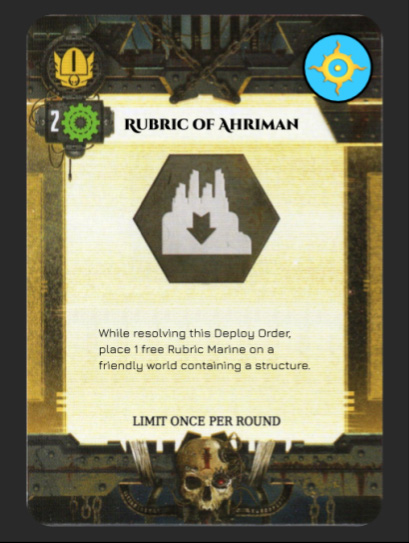 2
RUBRIC OF AHRIMAN
While resolving this Deploy Order,
place 1 free Rubric Marine on a
friendly world containing a structure.
LIMIT ONCE PER ROUND